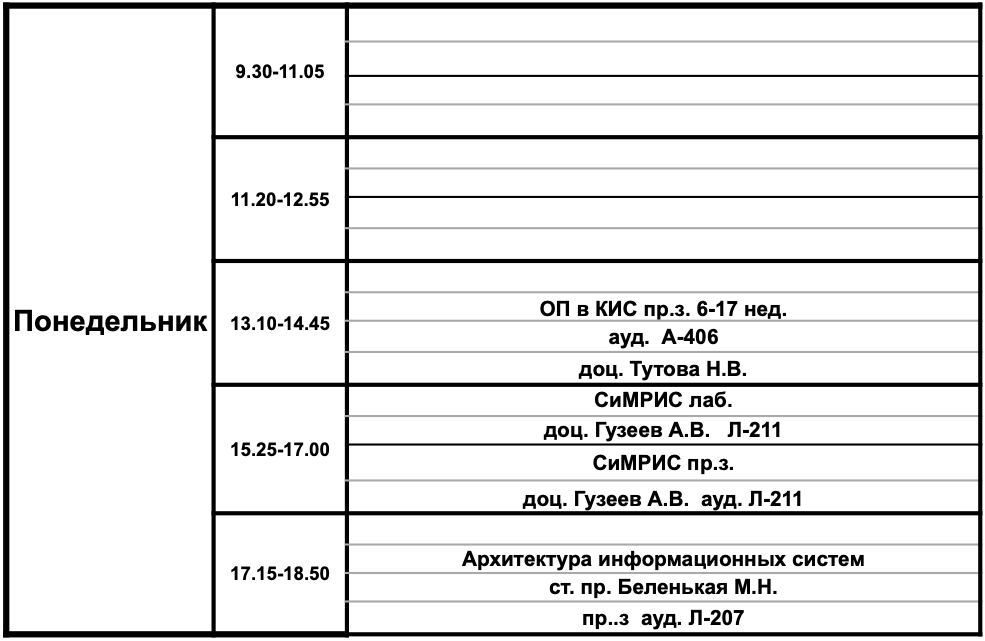 Понедельник
9.30-11.05
11.20-12.55
13.10-14.45
ОП в КИС пр.з. 6-17 нед.
ауд. А-406
доц. Тутова Н.В.
15.25-17.00
СиМРИС лаб.
доц. Гузеев А.В. Л-211
СиМРИС пр.з.
доц. Гузеев А.В. ауд. Л-211
17.15-18.50
Архитектура информационных систем
ст. пр. Беленькая М.Н.
пр..з ауд. Л-207